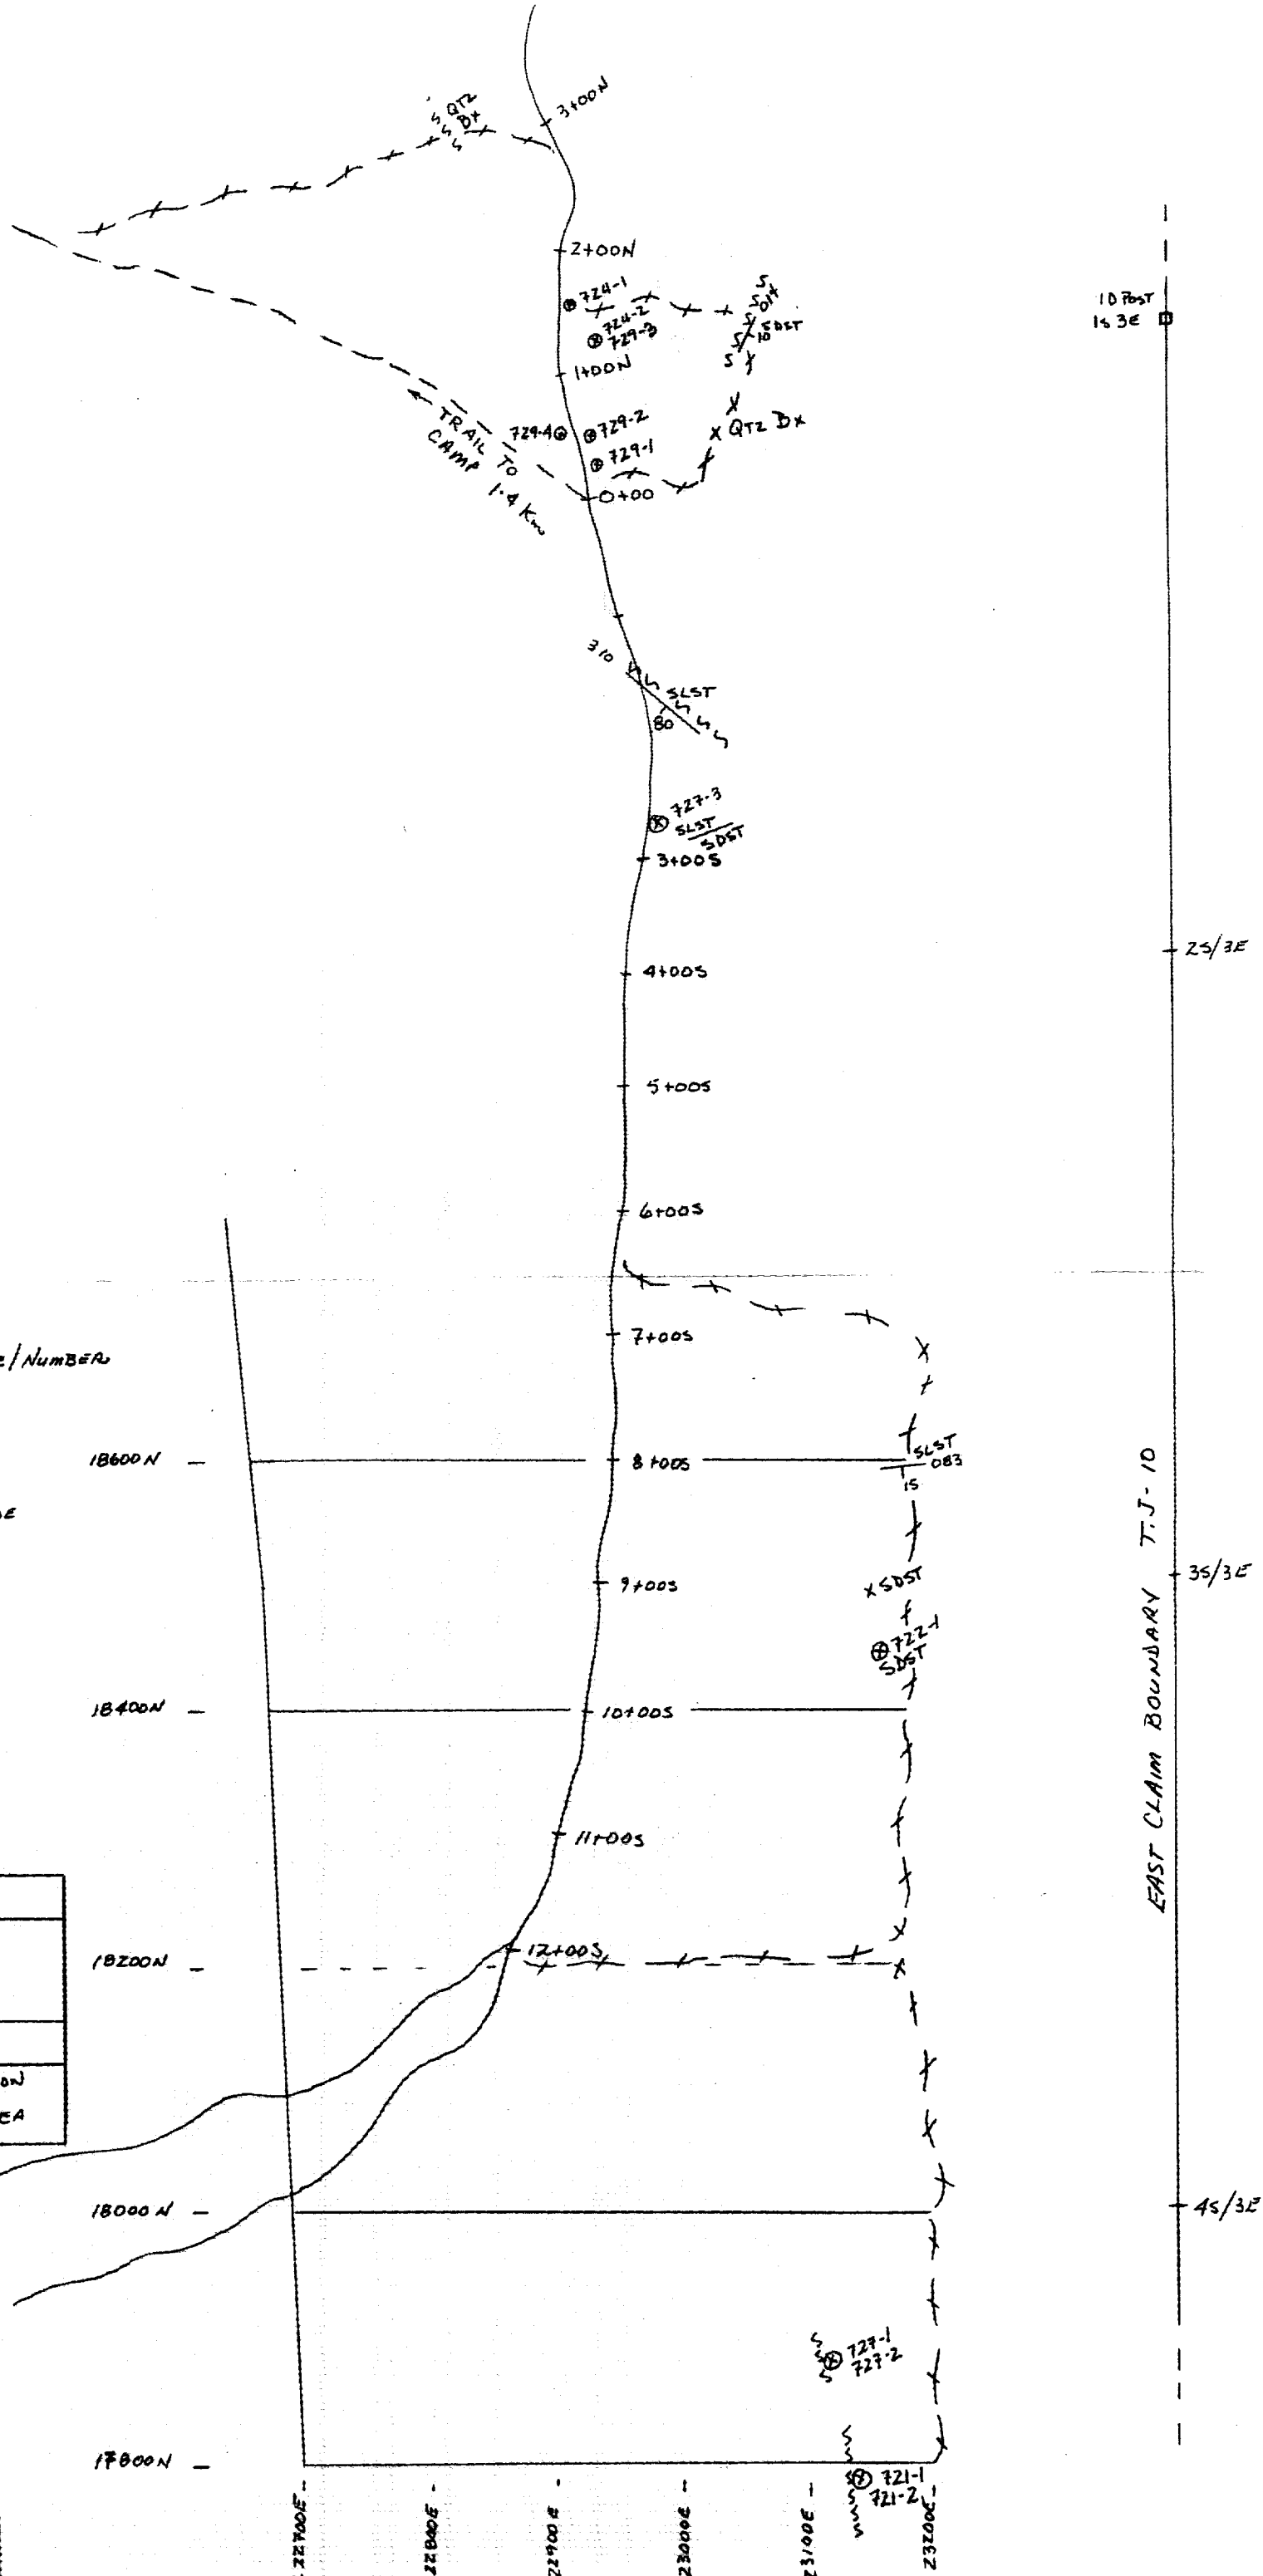 QTZ
Bx
3+00N
2+00N
724-1
724-2
729-3
014
SDST
10
ID POST
1S 3E
1+00N
729-4
729-2
729-1
QTZ Bx
TRAIL TO
CAMP 1.4 Km
0+00
310
SLST
80
727-3
SLST
SDST
3+00S
2S/3E
4+00S
5+00S
6+00S
7+00S
/NUMBER
18600N
8+00S
SLST
083
15
9+00S
X SDST
3S/3E
722-1
SDST
18400N
10+00S
EAST CLAIM BOUNDARY T.J-10
11+00S
18200N
12+00S
ON
EA
18000N
4S/3E
727-1
727-2
17800N
721-1
721-2
22700E
22800E
22900E
23000E
23100E
23200E